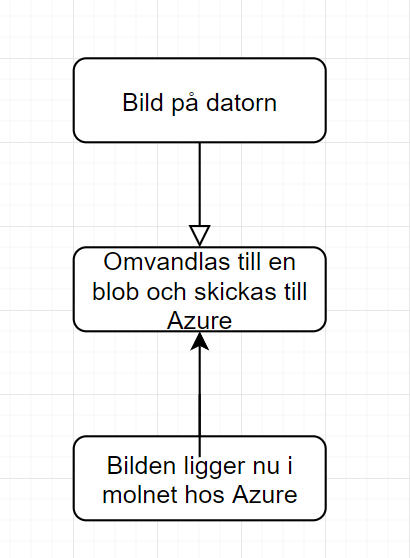 Bild på datorn
Omvandlas till en
blob och skickas till
Azure
Bilden ligger nu i
molnet hos Azure